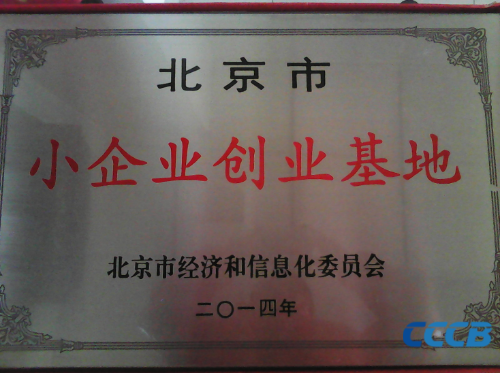 北京市
小企业创业基地
北京市经济和信息化委员会
二〇一四年
CCCB